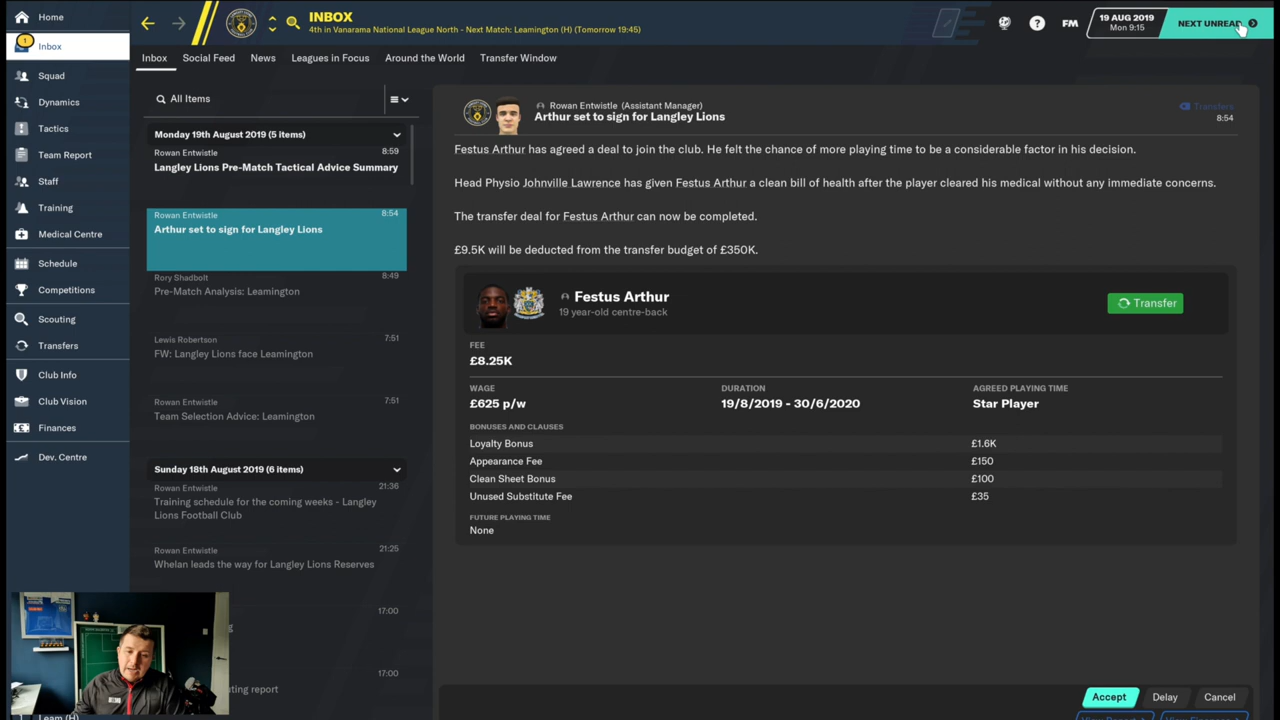 Home
INBOX
4th in Vanarama National League North - Next Match: Leamington (H) (Tomorrow 19:45)
FM
19 AUG 2019
Mon 9:15
NEXT UNREAD
1
Inbox
Squad
Dynamics
Tactics
Team Report
Staff
Training
Medical Centre
Schedule
Competitions
Scouting
Transfers
Club Info
Club Vision
Finances
Dev. Centre
Team (H)
Inbox
Social Feed
News
Leagues in Focus
Around the World
Transfer Window
All Items
Monday 19th August 2019 (5 items)
Rowan Entwistle
8:59
Langley Lions Pre-Match Tactical Advice Summary
Rowan Entwistle
8:54
Arthur set to sign for Langley Lions
Rory Shadbolt
8:49
Pre-Match Analysis: Leamington
Lewis Robertson
7:51
FW: Langley Lions face Leamington
Rowan Entwistle
7:51
Team Selection Advice: Leamington
Sunday 18th August 2019 (6 items)
Rowan Entwistle
21:36
Training schedule for the coming weeks - Langley
Lions Football Club
Rowan Entwistle
21:25
Whelan leads the way for Langley Lions Reserves
17:00
17:00
report
Rowan Entwistle (Assistant Manager)
Arthur set to sign for Langley Lions
Transfers
8:54
Festus Arthur has agreed a deal to join the club. He felt the chance of more playing time to be a considerable factor in his decision.
Head Physio Johnville Lawrence has given Festus Arthur a clean bill of health after the player cleared his medical without any immediate concerns.
The transfer deal for Festus Arthur can now be completed.
£9.5K will be deducted from the transfer budget of £350K.
Festus Arthur
19 year-old centre-back
Transfer
FEE
£8.25K
WAGE
DURATION
AGREED PLAYING TIME
£625 p/w
19/8/2019 - 30/6/2020
Star Player
BONUSES AND CLAUSES
Loyalty Bonus
£1.6K
Appearance Fee
£150
Clean Sheet Bonus
£100
Unused Substitute Fee
£35
FUTURE PLAYING TIME
None
Accept
Delay
Cancel